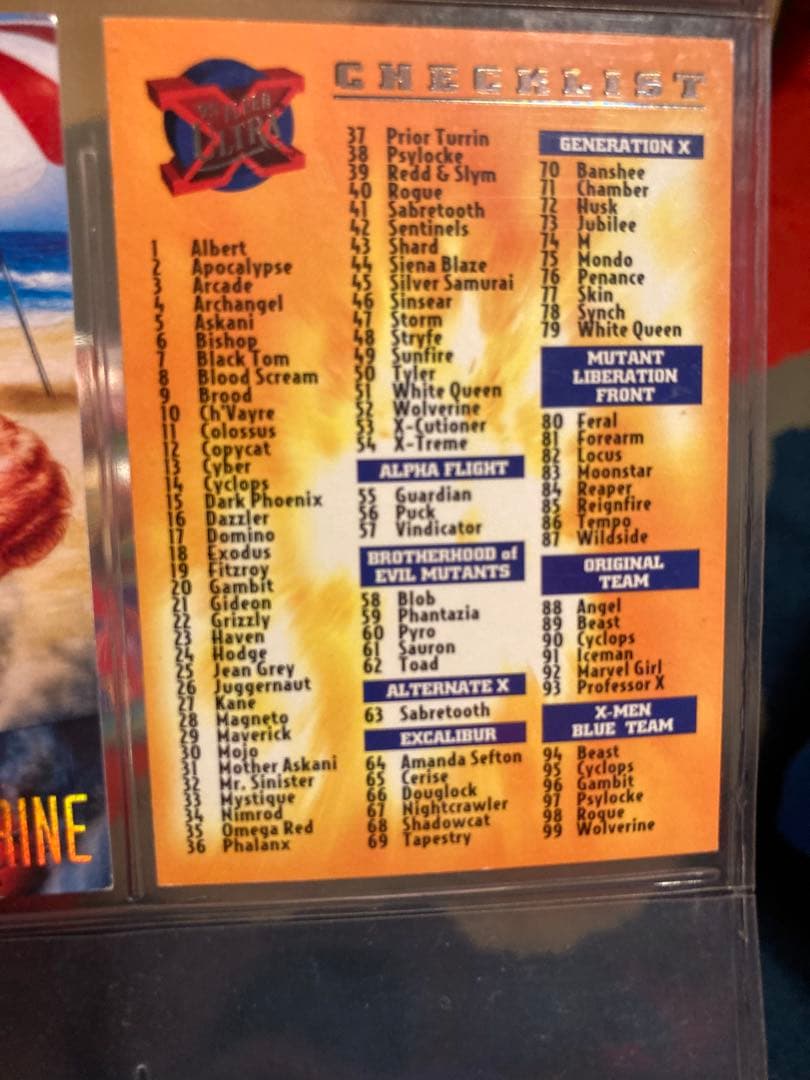 CHECKLIST
ULTRA
X
1 Albert
2 Apocalypse
3 Arcade
4 Archangel
5 Askani
6 Bishop
7 Black Tom
8 Blood Scream
9 Brood
10 Ch'Vayre
11 Colossus
12 Copycat
13 Cyber
14 Cyclops
15 Dark Phoenix
16 Dazzler
17 Domino
18 Exodus
19 Fitzroy
20 Gambit
21 Gideon
22 Grizzly
23 Haven
24 Hodge
25 Jean Grey
26 Juggernaut
27 Kane
28 Magneto
29 Maverick
30 Mojo
31 Mother Askani
32 Mr. Sinister
33 Mystique
34 Nimrod
35 Omega Red
36 Phalanx
37 Prior Turrin
38 Psylocke
39 Redd & Slym
40 Rogue
41 Sabretooth
42 Sentinels
43 Shard
44 Siena Blaze
45 Silver Samurai
46 Sinsear
47 Storm
48 Stryfe
49 Sunfire
50 Tyler
51 White Queen
52 Wolverine
53 X-Cutioner
54 X-Treme
ALPHA FLIGHT
55 Guardian
56 Puck
57 Vindicator
BROTHERHOOD of
EVIL MUTANTS
58 Blob
59 Phantazia
60 Pyro
61 Sauron
62 Toad
ALTERNATE X
63 Sabretooth
EXCALIBUR
64 Amanda Sefton
65 Cerise
66 Douglock
67 Nightcrawler
68 Shadowcat
69 Tapestry
GENERATION X
70 Banshee
71 Chamber
72 Husk
73 Jubilee
74 M
75 Mondo
76 Penance
77 Skin
78 Synch
79 White Queen
MUTANT
LIBERATION
FRONT
80 Feral
81 Forearm
82 Locus
83 Moonstar
84 Reaper
85 Reignfire
86 Tempo
87 Wildside
ORIGINAL
TEAM
88 Angel
89 Beast
90 Cyclops
91 Iceman
92 Marvel Girl
93 Professor X
X-MEN
BLUE TEAM
94 Beast
95 Cyclops
96 Gambit
97 Psylocke
98 Rogue
99 Wolverine
RINE